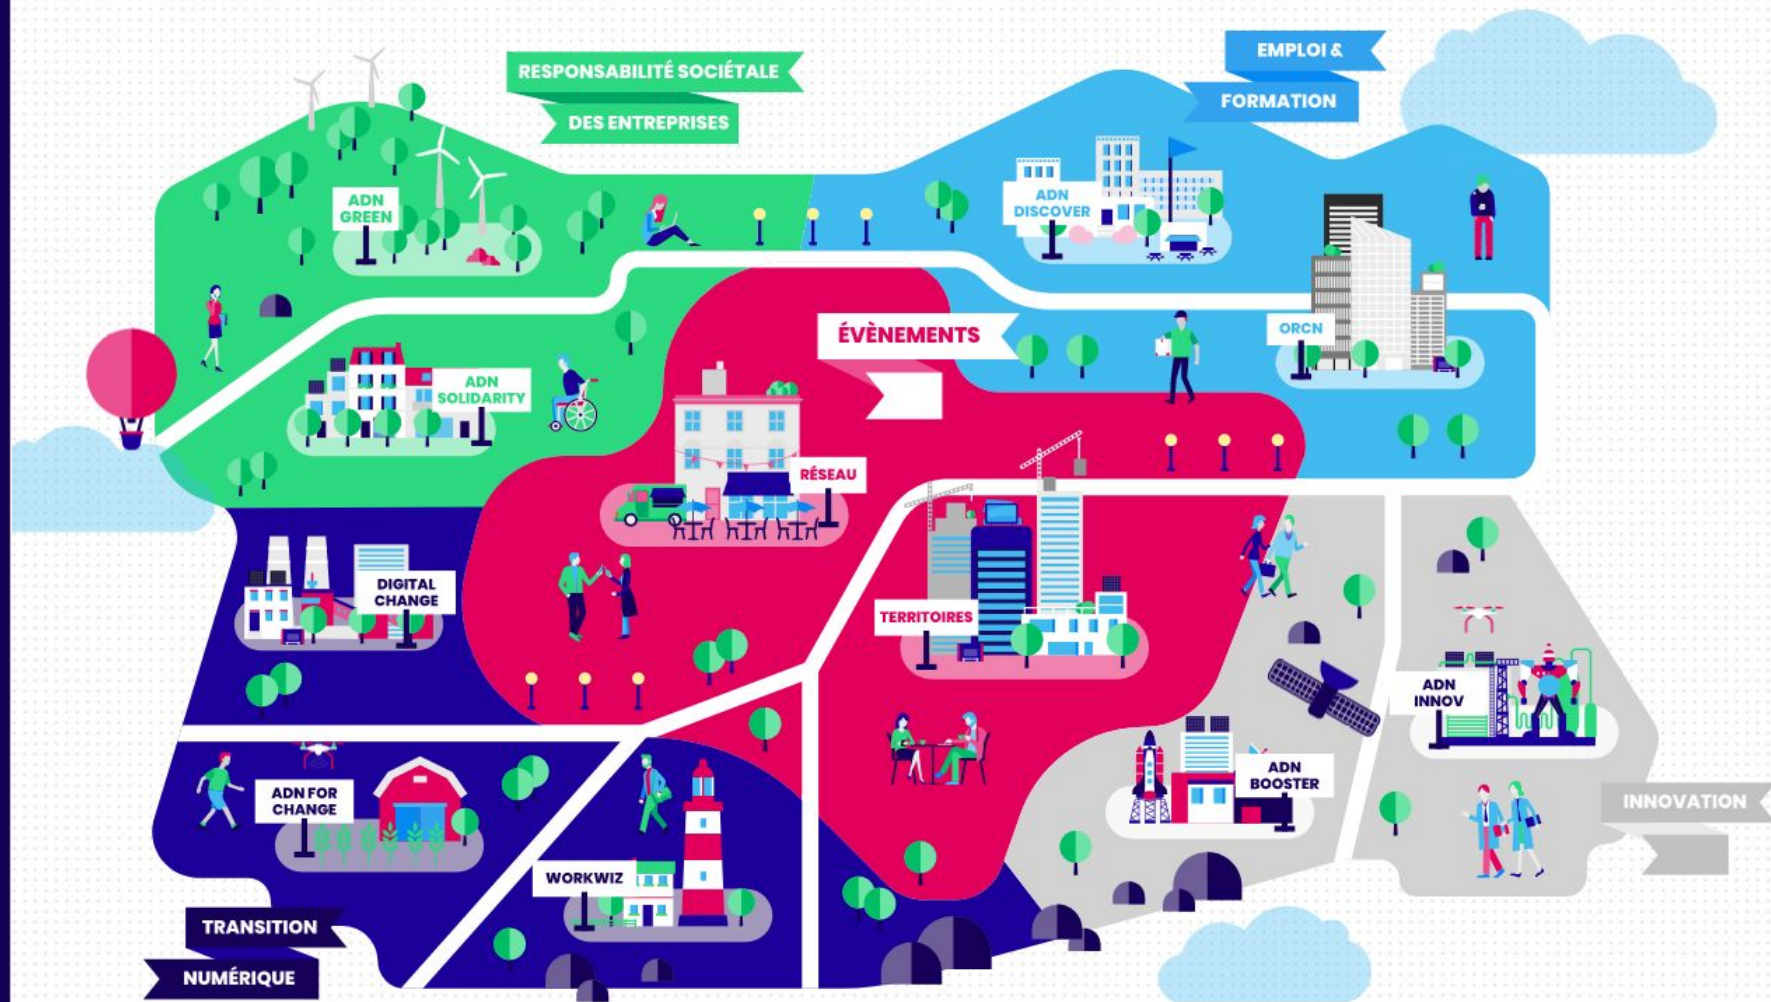 RESPONSABILITÉ SOCIÉTALE
DES ENTREPRISES
EMPLOI &
FORMATION
ADN
GREEN
ADN
DISCOVER
ÉVÈNEMENTS
ORCN
ADN
SOLIDARITY
RÉSEAU
DIGITAL
CHANGE
TERRITOIRES
ADN
INNOV
ADN FOR
CHANGE
ADN
BOOSTER
INNOVATION
WORKWIZ
TRANSITION
NUMÉRIQUE